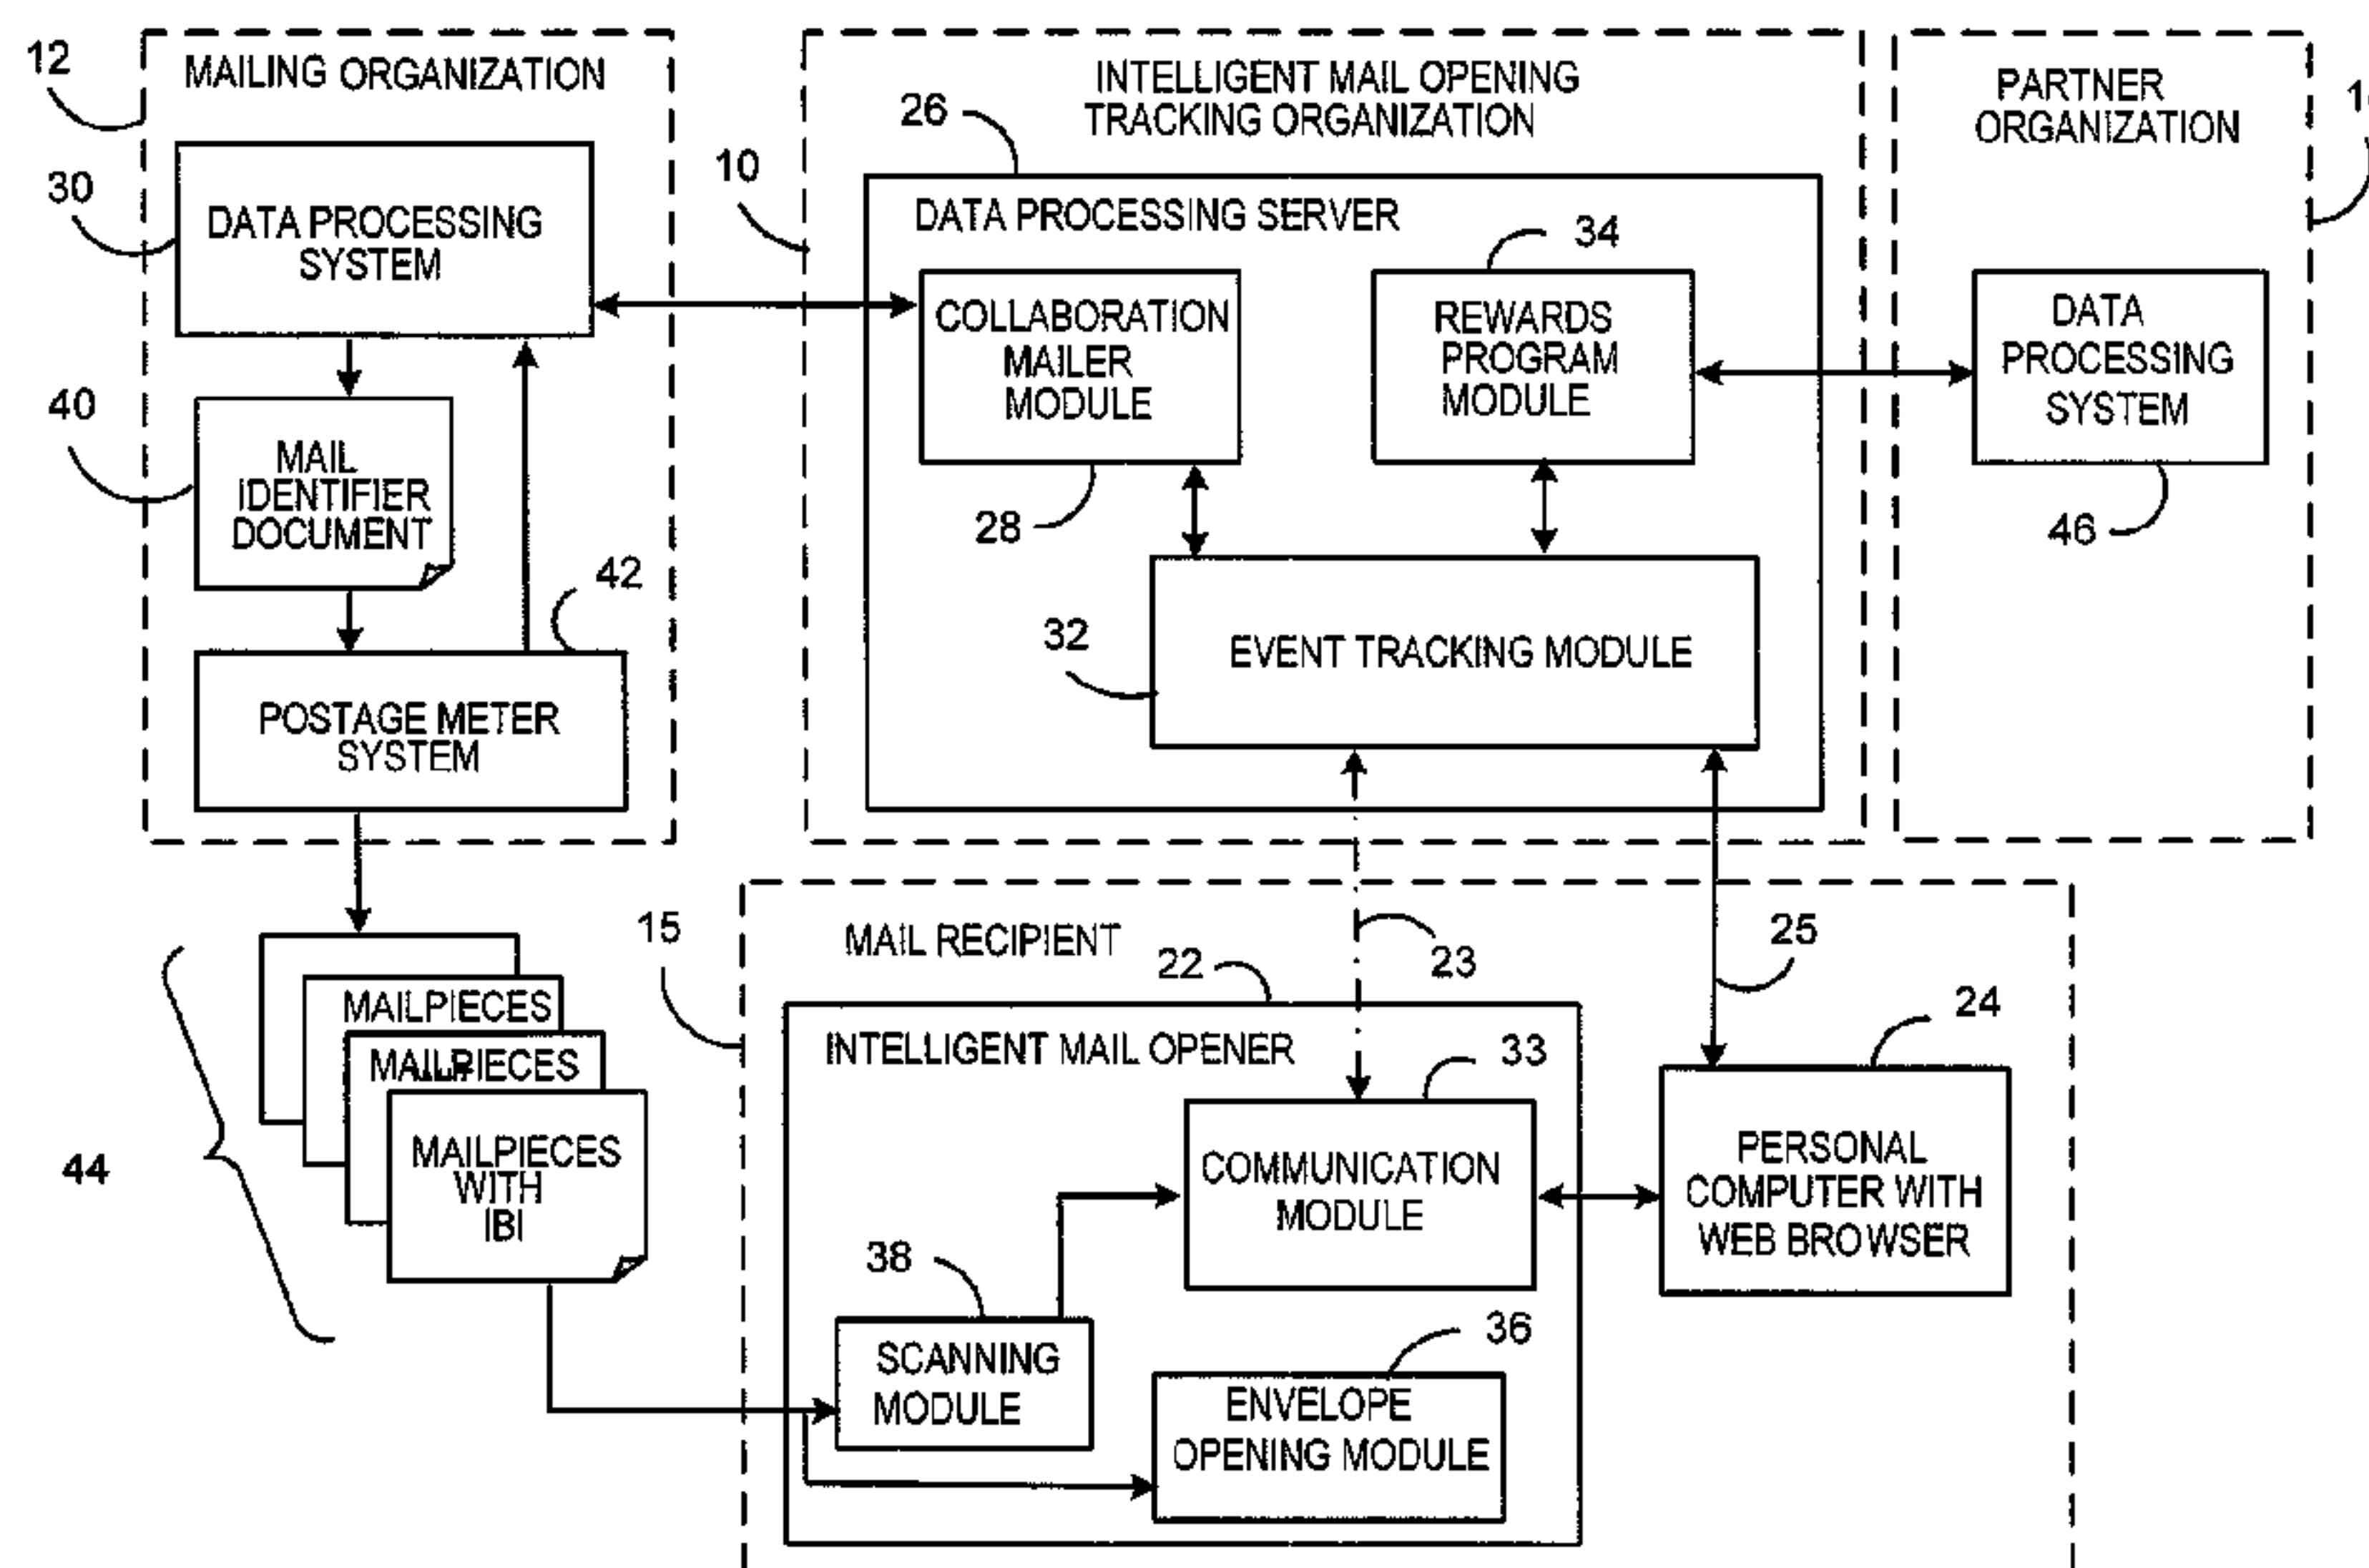 12
MAILING ORGANIZATION
30
DATA PROCESSING
SYSTEM
40
MAIL
IDENTIFIER
DOCUMENT
42
POSTAGE METER
SYSTEM
10
INTELLIGENT MAIL OPENING
TRACKING ORGANIZATION
26
DATA PROCESSING SERVER
COLLABORATION
MAILER
MODULE
28
34
REWARDS
PROGRAM
MODULE
32
EVENT TRACKING MODULE
PARTNER
ORGANIZATION
DATA
PROCESSING
SYSTEM
46
44
MAILPIECES
MAILPIECES
MAILPIECES
WITH
IBI
15
MAIL RECIPIENT
23
25
22
INTELLIGENT MAIL OPENER
33
COMMUNICATION
MODULE
24
PERSONAL
COMPUTER WITH
WEB BROWSER
38
SCANNING
MODULE
36
ENVELOPE
OPENING MODULE